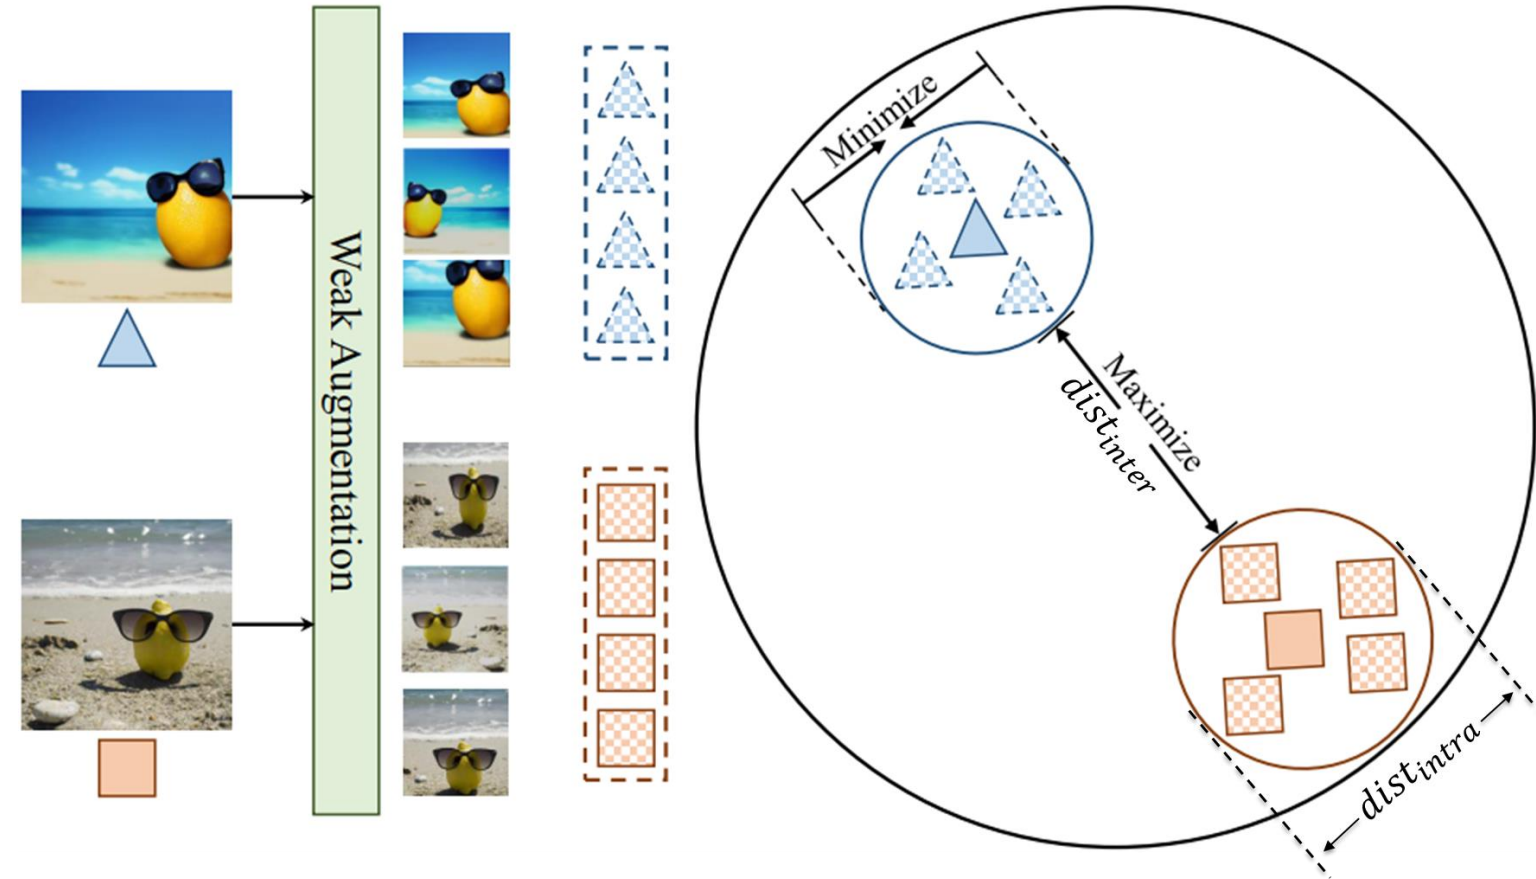 Weak Augmentation
Minimize
Maximize
dist_inter
dist_intra